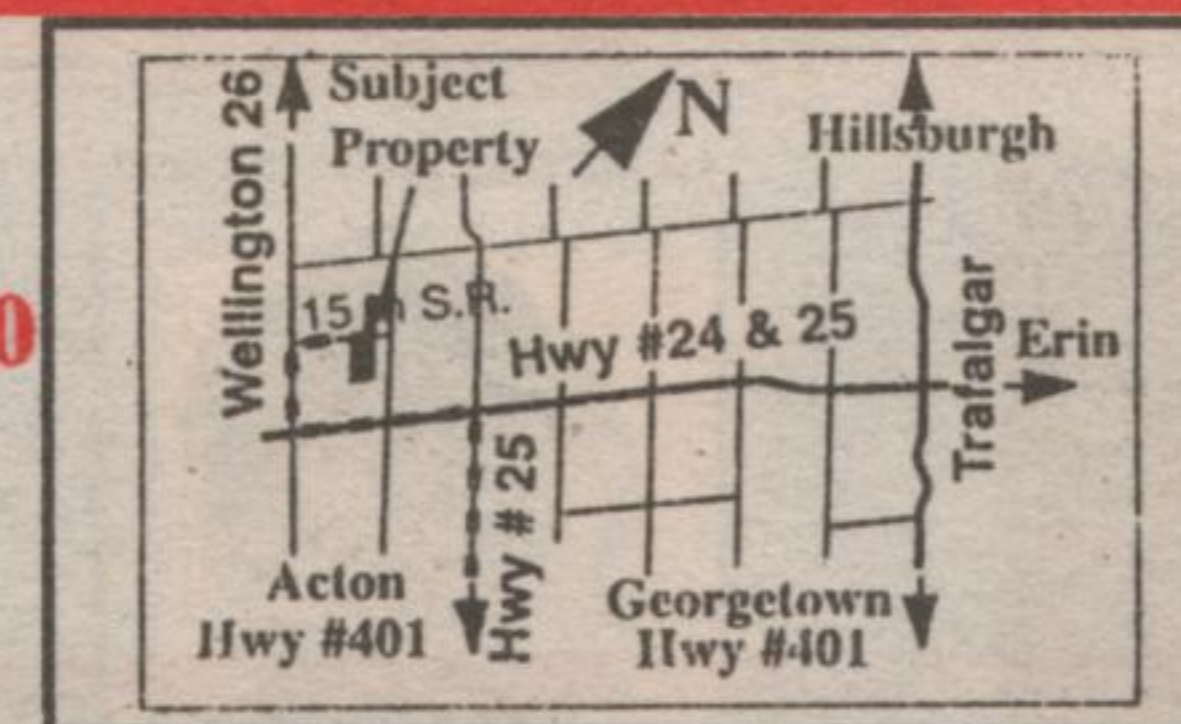 Subject
Property
N
Hillsburgh
Wellington 26
15 S.R.
Hwy #24 & 25
Trafalgar
Erin
Hwy # 25
Acton
Hwy #401
Georgetown
Hwy #401
0